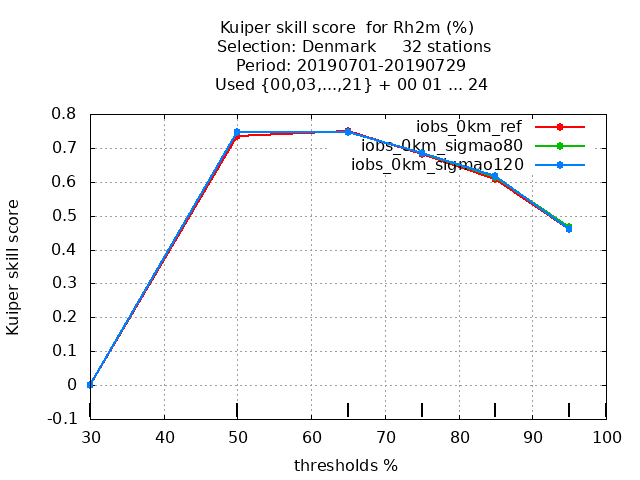 Kuiper skill score  for Rh2m (%)
Selection: Denmark     32 stations
Period: 20190701-20190729
Used {00,03,...,21} + 00 01 ... 24
iobs_0km_ref
iobs_0km_sigmao80
iobs_0km_sigmao120
0.8
0.7
0.6
0.5
0.4
0.3
0.2
0.1
0
-0.1
Kuiper skill score
30 40 50 60 70 80 90 100
thresholds %